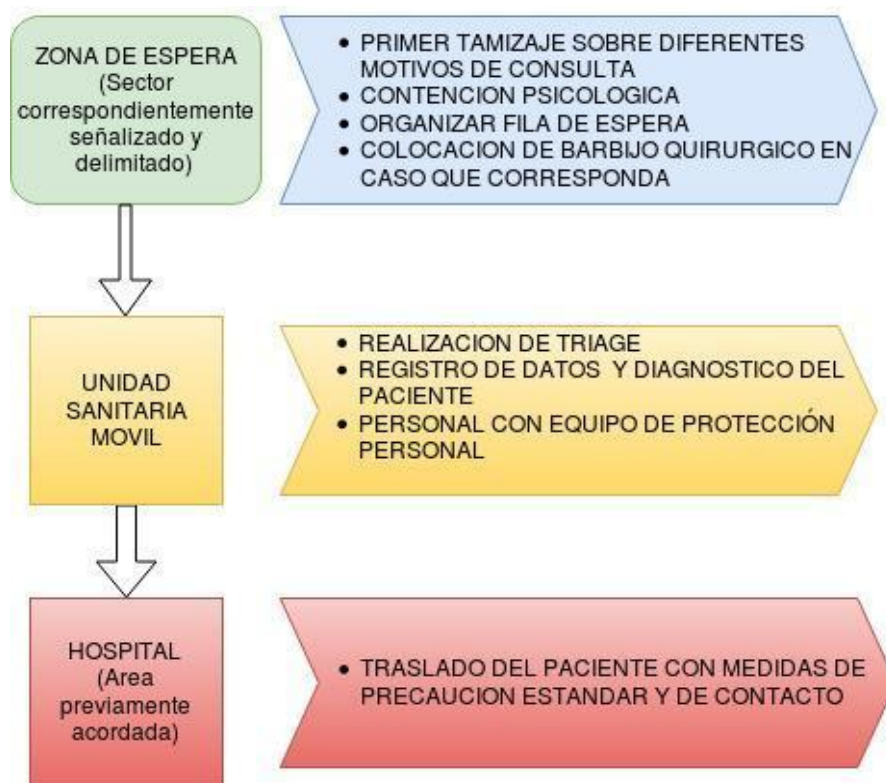 ZONA DE ESPERA
(Sector
correspondientemente
señalizado y
delimitado)
• PRIMER TAMIZAJE SOBRE DIFERENTES
MOTIVOS DE CONSULTA
• CONTENCION PSICOLOGICA
• ORGANIZAR FILA DE ESPERA
• COLOCACION DE BARBIJO QUIRURGICO EN
CASO QUE CORRESPONDA
UNIDAD
SANITARIA
MOVIL
• REALIZACION DE TRIAGE
• REGISTRO DE DATOS Y DIAGNOSTICO DEL
PACIENTE
• PERSONAL CON EQUIPO DE PROTECCIÓN
PERSONAL
HOSPITAL
(Area
previamente
acordada)
• TRASLADO DEL PACIENTE CON MEDIDAS DE
PRECAUCION ESTANDAR Y DE CONTACTO